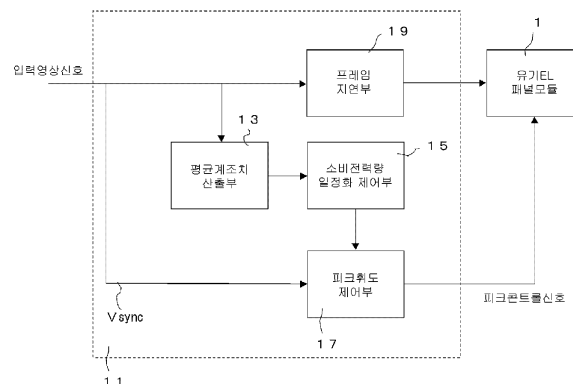 19
1
입력영상신호
프레임
지연부
유기EL
패널모듈
13
15
평균계조치
산출부
소비전력량
일정화 제어부
피크휘도
제어부
피크콘트롤신호
Vsync
17
11